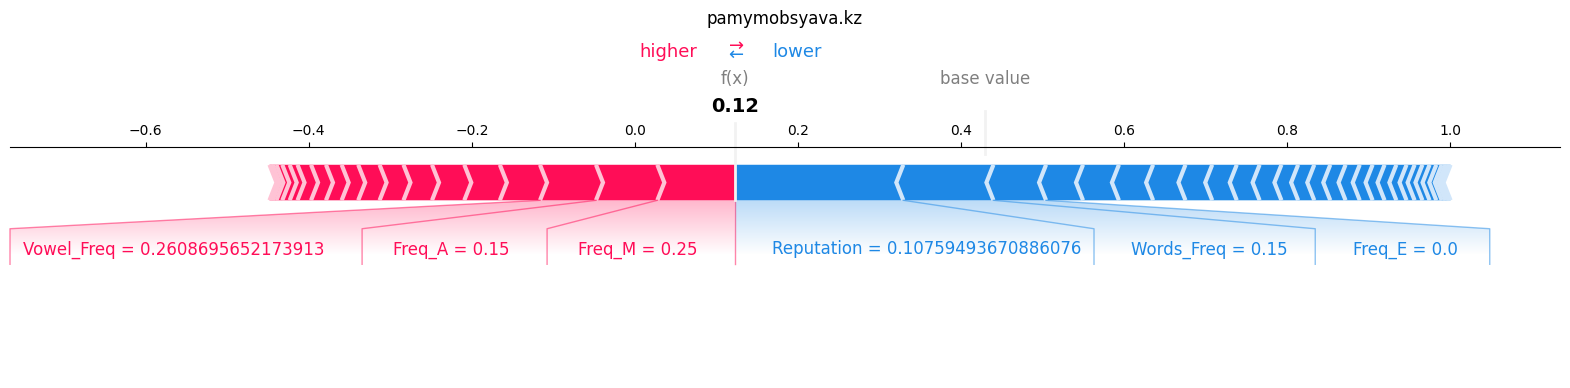 pamymobsyava.kz
higher ⇄ lower
f(x) base value
0.12
−0.6 −0.4 −0.2 0.0 0.2 0.4 0.6 0.8 1.0
Vowel_Freq = 0.2608695652173913 Freq_A = 0.15 Freq_M = 0.25 Reputation = 0.10759493670886076 Words_Freq = 0.15 Freq_E = 0.0